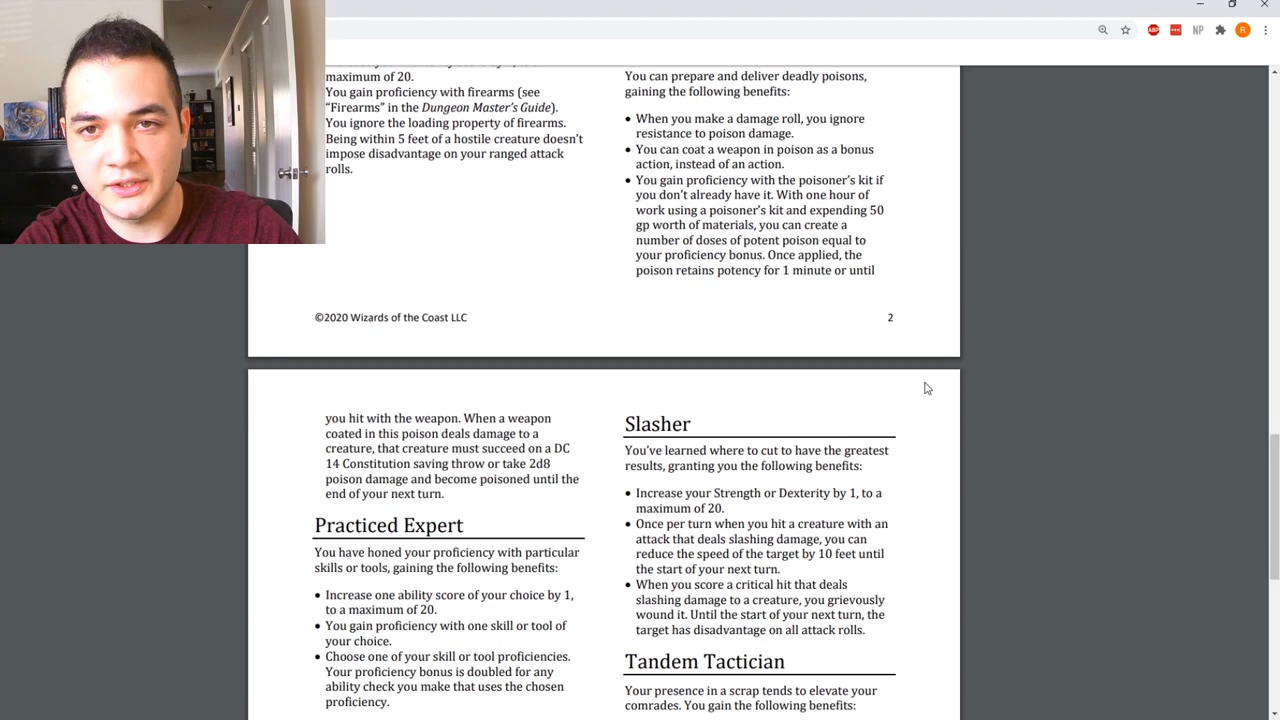 maximum of 20.
You gain proficiency with firearms (see
“Firearms” in the Dungeon Master’s Guide).
You ignore the loading property of firearms.
Being within 5 feet of a hostile creature doesn’t
impose disadvantage on your ranged attack
rolls.
You can prepare and deliver deadly poisons,
gaining the following benefits:
• When you make a damage roll, you ignore
resistance to poison damage.
• You can coat a weapon in poison as a bonus
action, instead of an action.
• You gain proficiency with the poisoner’s kit if
you don’t already have it. With one hour of
work using a poisoner’s kit and expending 50
gp worth of materials, you can create a
number of doses of potent poison equal to
your proficiency bonus. Once applied, the
poison retains potency for 1 minute or until
©2020 Wizards of the Coast LLC
2
you hit with the weapon. When a weapon
coated in this poison deals damage to a
creature, that creature must succeed on a DC
14 Constitution saving throw or take 2d8
poison damage and become poisoned until the
end of your next turn.
Practiced Expert
You have honed your proficiency with particular
skills or tools, gaining the following benefits:
• Increase one ability score of your choice by 1,
to a maximum of 20.
• You gain proficiency with one skill or tool of
your choice.
• Choose one of your skill or tool proficiencies.
Your proficiency bonus is doubled for any
ability check you make that uses the chosen
proficiency.
Slasher
You’ve learned where to cut to have the greatest
results, granting you the following benefits:
• Increase your Strength or Dexterity by 1, to a
maximum of 20.
• Once per turn when you hit a creature with an
attack that deals slashing damage, you can
reduce the speed of the target by 10 feet until
the start of your next turn.
• When you score a critical hit that deals
slashing damage to a creature, you grievously
wound it. Until the start of your next turn, the
target has disadvantage on all attack rolls.
Tandem Tactician
Your presence in a scrap tends to elevate your
comrades. You gain the following benefits:
ABP
NP
R